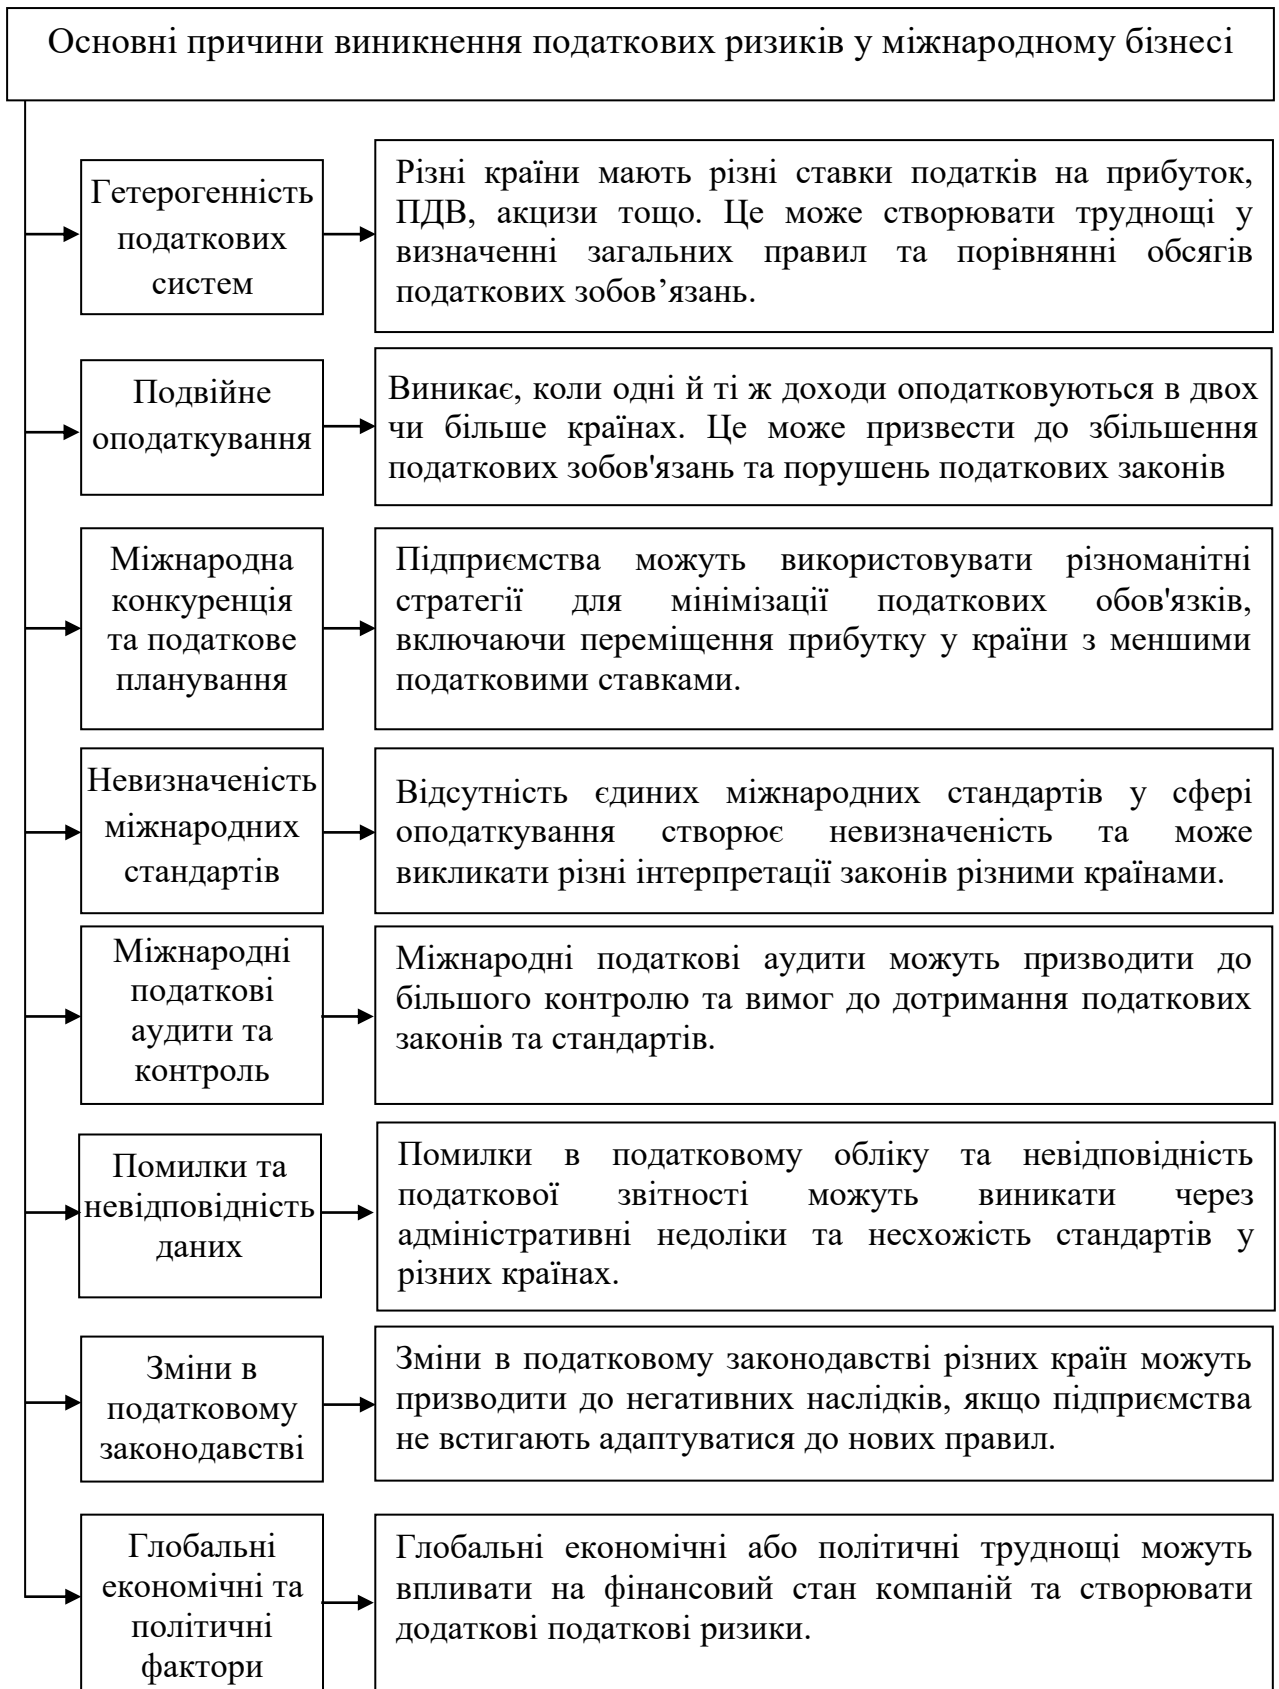 Основні причини виникнення податкових ризиків у міжнародному бізнесі
Гетерогенність
податкових
систем
Різні країни мають різні ставки податків на прибуток,
ПДВ, акцизи тощо. Це може створювати труднощі у
визначенні загальних правил та порівнянні обсягів
податкових зобов’язань.
Подвійне
оподаткування
Виникає, коли одні й ті ж доходи оподатковуються в двох
чи більше країнах. Це може призвести до збільшення
податкових зобов'язань та порушень податкових законів
Міжнародна
конкуренція
та податкове
планування
Підприємства можуть використовувати різноманітні
стратегії для мінімізації податкових обов'язків,
включаючи переміщення прибутку у країни з меншими
податковими ставками.
Невизначеність
міжнародних
стандартів
Відсутність єдиних міжнародних стандартів у сфері
оподаткування створює невизначеність та може
викликати різні інтерпретації законів різними країнами.
Міжнародні
податкові
аудити та
контроль
Міжнародні податкові аудити можуть призводити до
більшого контролю та вимог до дотримання податкових
законів та стандартів.
Помилки та
невідповідність
даних
Помилки в податковому обліку та невідповідність
податкової звітності можуть виникати через
адміністративні недоліки та несхожість стандартів у
різних країнах.
Зміни в
податковому
законодавстві
Зміни в податковому законодавстві різних країн можуть
призводити до негативних наслідків, якщо підприємства
не встигають адаптуватися до нових правил.
Глобальні
економічні та
політичні
фактори
Глобальні економічні або політичні труднощі можуть
впливати на фінансовий стан компаній та створювати
додаткові податкові ризики.